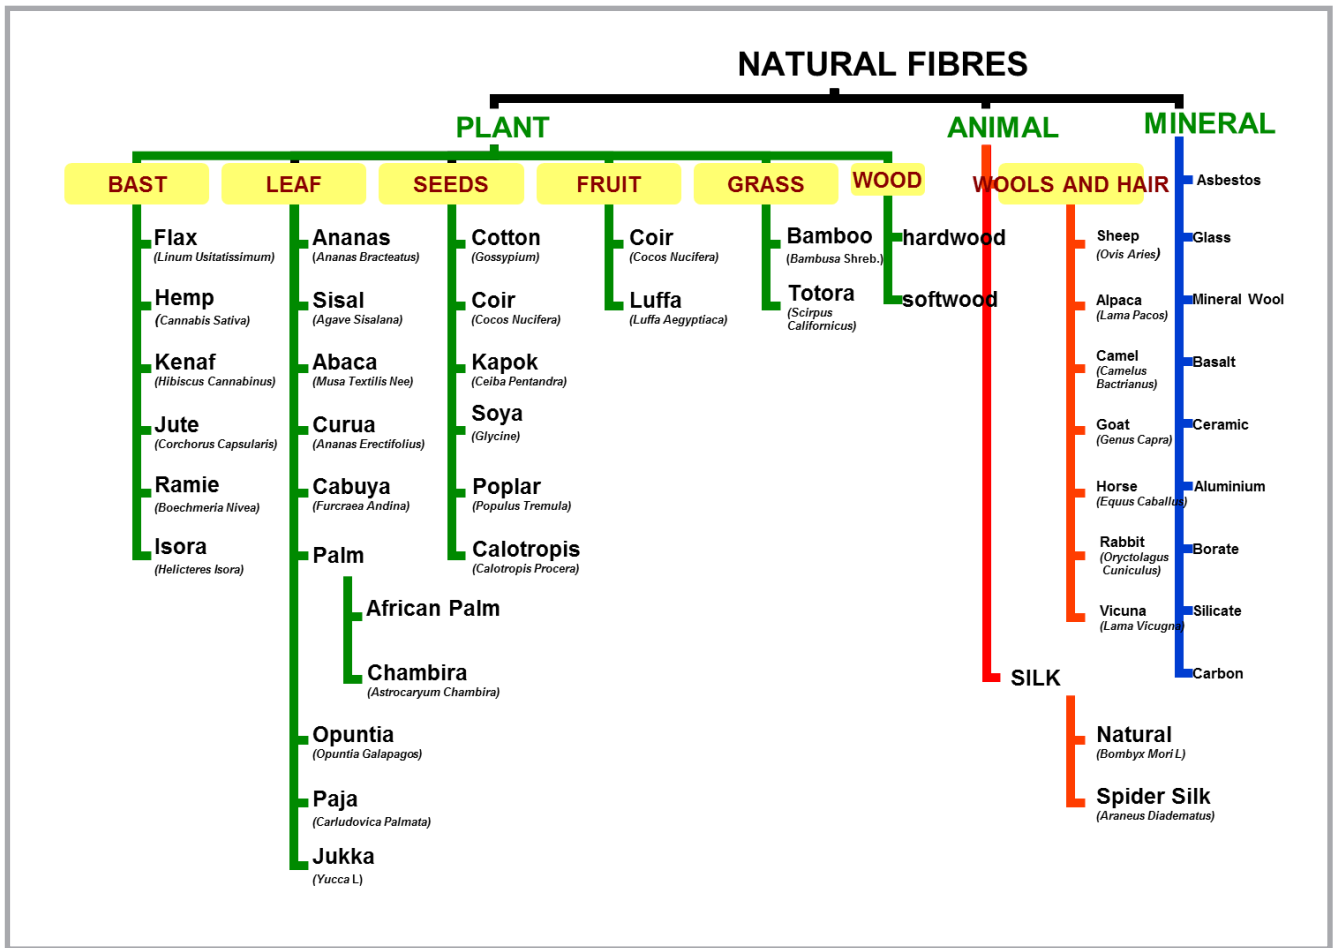 NATURAL FIBRES
PLANT
ANIMAL
MINERAL
BAST
LEAF
SEEDS
FRUIT
GRASS
WOOD
WOOLS AND HAIR
Flax
(Linum Usitatissimum)
Hemp
(Cannabis Sativa)
Kenaf
(Hibiscus Cannabinus)
Jute
(Corchorus Capsularis)
Ramie
(Boechmeria Nivea)
Isora
(Helicteres Isora)
Ananas
(Ananas Bracteatus)
Sisal
(Agave Sisalana)
Abaca
(Musa Textilis Nee)
Curua
(Ananas Erectifolius)
Cabuya
(Furcraea Andina)
Palm
African Palm
Chambira
(Astrocaryum Chambira)
Opuntia
(Opuntia Galapagos)
Paja
(Carludovica Palmata)
Jukka
(Yucca L)
Cotton
(Gossypium)
Coir
(Cocos Nucifera)
Kapok
(Ceiba Pentandra)
Soya
(Glycine)
Poplar
(Populus Tremula)
Calotropis
(Calotropis Procera)
Coir
(Cocos Nucifera)
Luffa
(Luffa Aegyptiaca)
Bamboo
(Bambusa Shreb.)
Totora
(Scirpus
Californicus)
hardwood
softwood
Sheep
(Ovis Aries)
Alpaca
(Lama Pacos)
Camel
(Camelus
Bactrianus)
Goat
(Genus Capra)
Horse
(Equus Caballus)
Rabbit
(Oryctolagus
Cuniculus)
Vicuna
(Lama Vicugna)
SILK
Natural
(Bombyx Mori L)
Spider Silk
(Araneus Diadematus)
Asbestos
Glass
Mineral Wool
Basalt
Ceramic
Aluminium
Borate
Silicate
Carbon